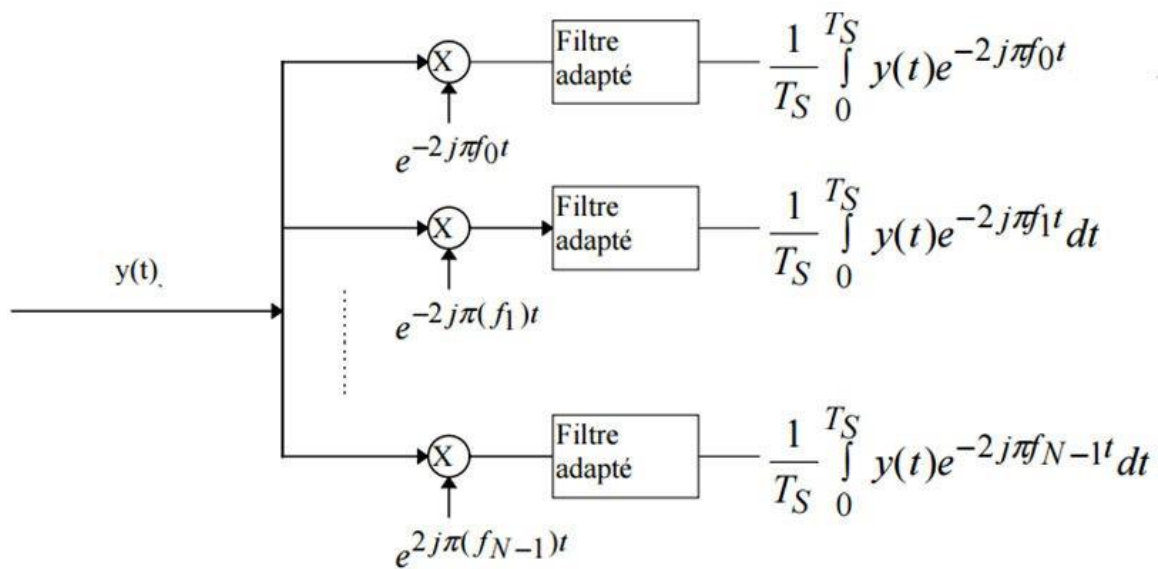 X
Filtre
adapté
1/T_S ∫_0^{T_S} y(t)e^{-2jπf_0t}
e^{-2jπf_0t}
X
Filtre
adapté
1/T_S ∫_0^{T_S} y(t)e^{-2jπf_1t} dt
y(t)
e^{-2jπ(f_1)t}
X
Filtre
adapté
1/T_S ∫_0^{T_S} y(t)e^{-2jπf_{N-1}t} dt
e^{2jπ(f_{N-1})t}